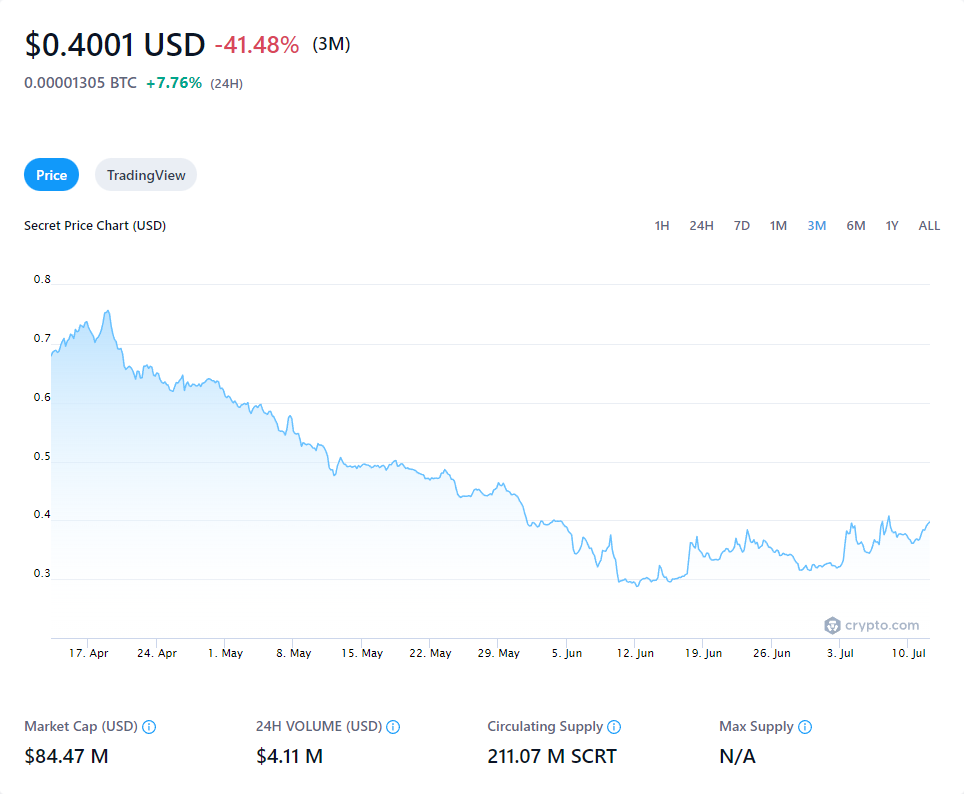 $0.4001 USD -41.48% (3M)
0.00001305 BTC +7.76% (24H)
Price TradingView
Secret Price Chart (USD) 1H 24H 7D 1M 3M 6M 1Y ALL
0.8
0.7
0.6
0.5
0.4
0.3
crypto.com
17. Apr 24. Apr 1. May 8. May 15. May 22. May 29. May 5. Jun 12. Jun 19. Jun 26. Jun 3. Jul 10. Jul
Market Cap (USD) 24H VOLUME (USD) Circulating Supply Max Supply
$84.47 M $4.11 M 211.07 M SCRT N/A